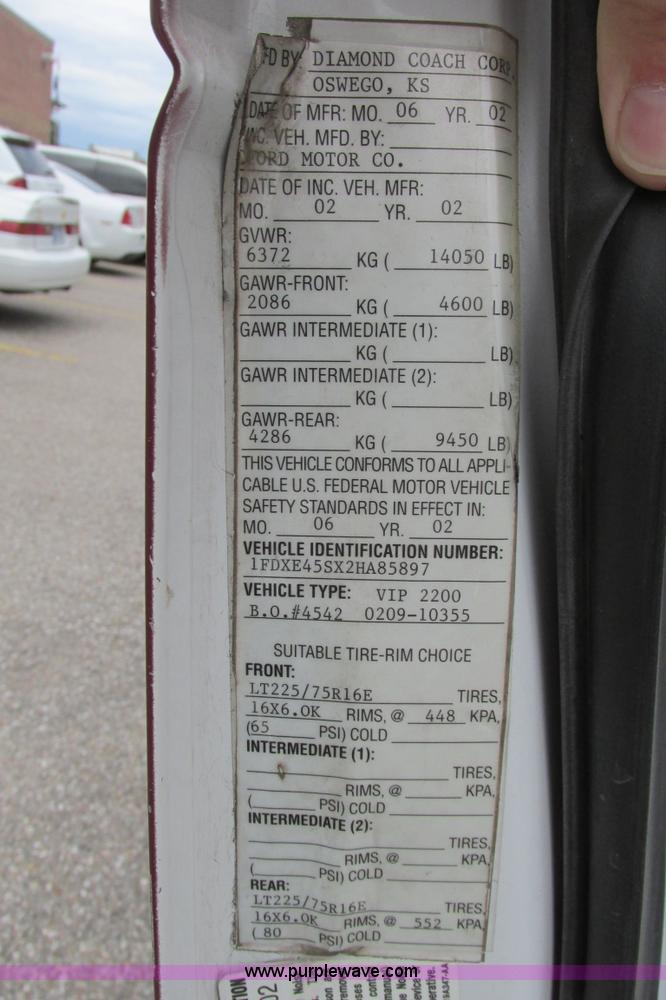 MFD BY DIAMOND COACH CORP.
OSWEGO, KS
DATE OF MFR: MO. 06 YR. 02
INC. VEH. MFD. BY:
FORD MOTOR CO.
DATE OF INC. VEH. MFR:
MO. 02 YR. 02
GVWR:
6372 KG ( 14050 LB)
GAWR-FRONT:
2086 KG ( 4600 LB)
GAWR INTERMEDIATE (1):
KG ( LB)
GAWR INTERMEDIATE (2):
KG ( LB)
GAWR-REAR:
4286 KG ( 9450 LB)
THIS VEHICLE CONFORMS TO ALL APPLI-
CABLE U.S. FEDERAL MOTOR VEHICLE
SAFETY STANDARDS IN EFFECT IN:
MO. 06 YR. 02
VEHICLE IDENTIFICATION NUMBER:
1FDXE45SX2HA85897
VEHICLE TYPE: VIP 2200
B.O.#4542 0209-10355
SUITABLE TIRE-RIM CHOICE
FRONT:
LT225/75R16E TIRES,
16X6.0K RIMS, @ 448 KPA,
(65 PSI) COLD
INTERMEDIATE (1):
TIRES,
RIMS, @ KPA,
( PSI) COLD
INTERMEDIATE (2):
TIRES,
RIMS, @ KPA,
( PSI) COLD
REAR:
LT225/75R16E TIRES,
16X6.0K RIMS, @ 552 KPA,
( 80 PSI) COLD
www.purplewave.com